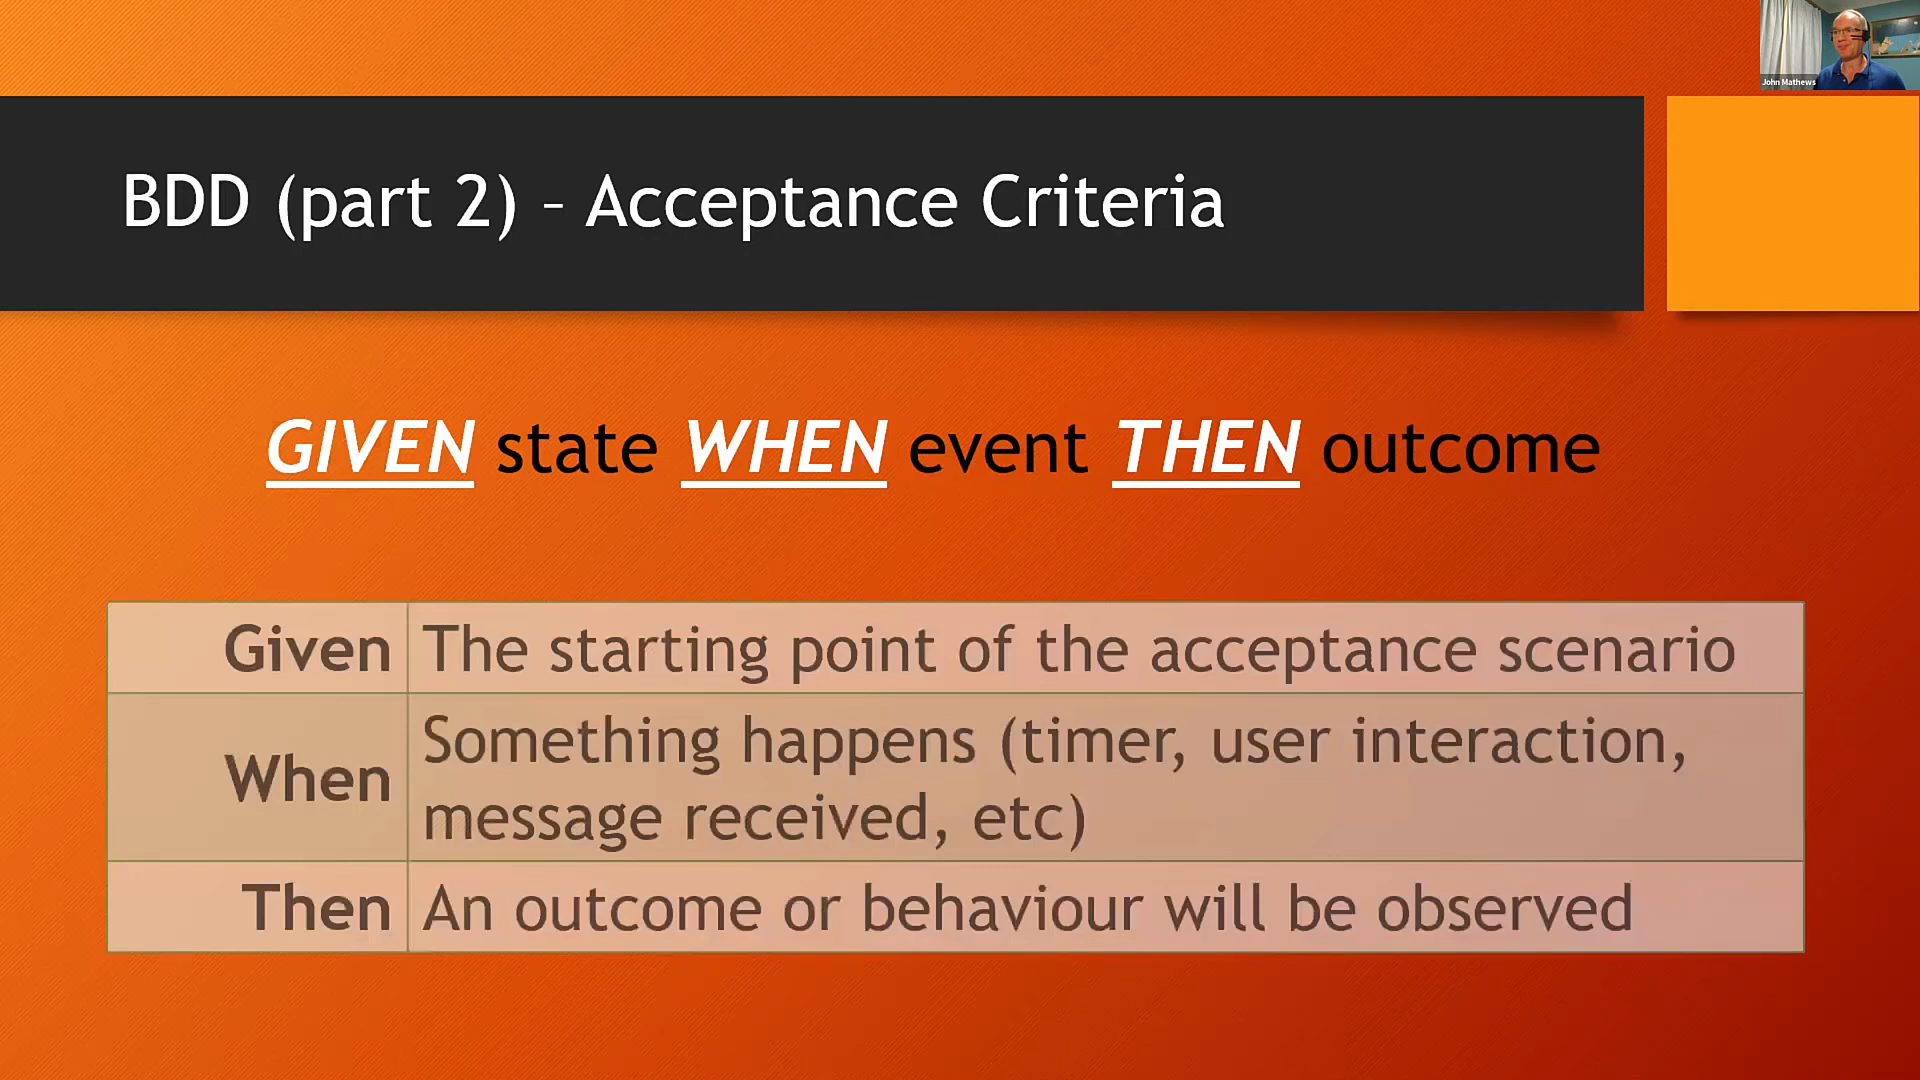 John Mathews
BDD (part 2) – Acceptance Criteria
GIVEN state WHEN event THEN outcome
Given The starting point of the acceptance scenario
When Something happens (timer, user interaction,
message received, etc)
Then An outcome or behaviour will be observed